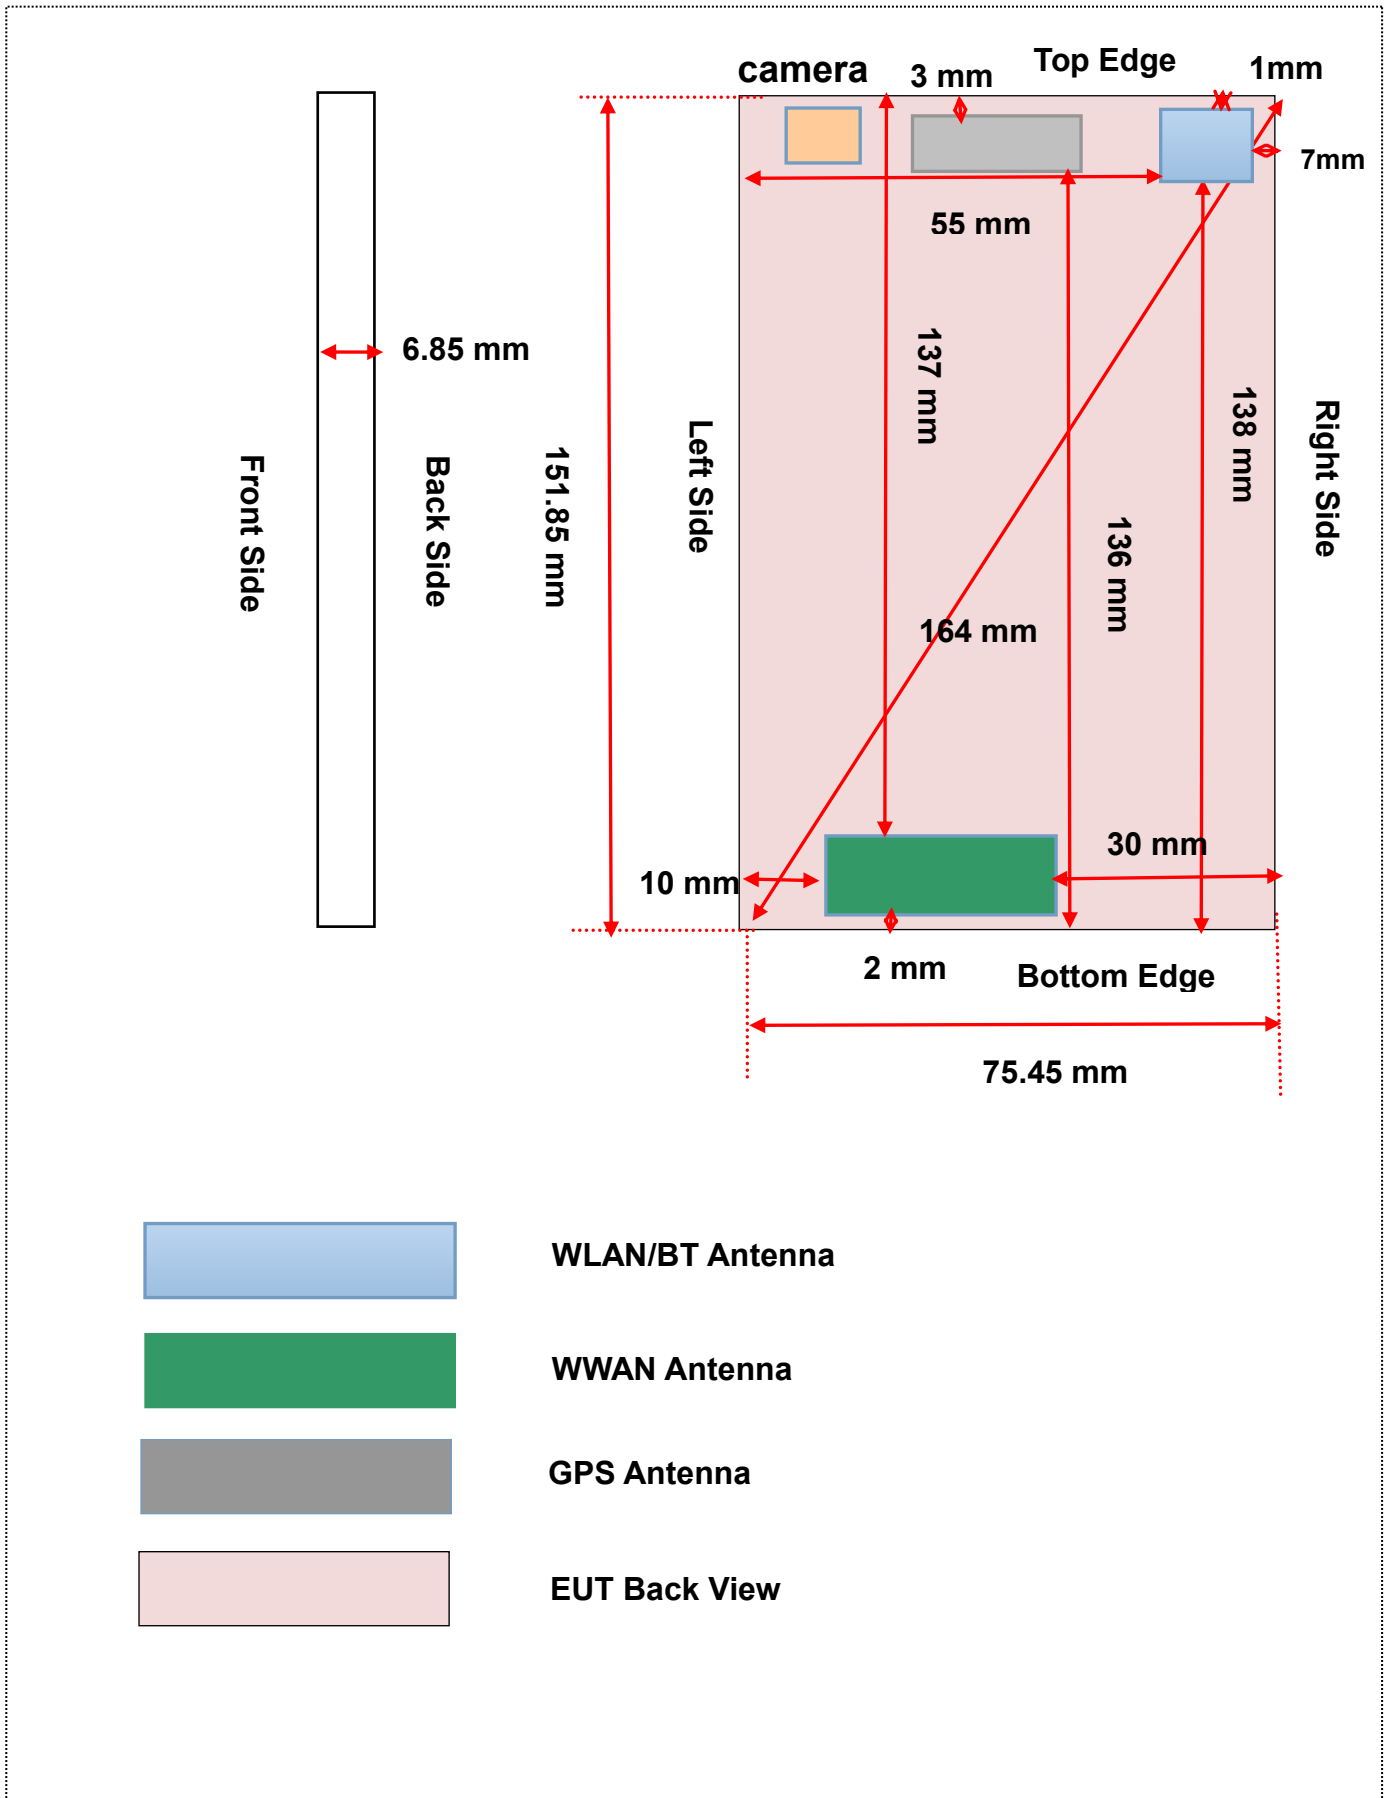 camera
3 mm
Top Edge
1mm
7mm
55 mm
6.85 mm
137 mm
138 mm
Right Side
Left Side
Front Side
Back Side
151.85 mm
136 mm
164 mm
30 mm
10 mm
2 mm
Bottom Edge
75.45 mm
WLAN/BT Antenna
WWAN Antenna
GPS Antenna
EUT Back View